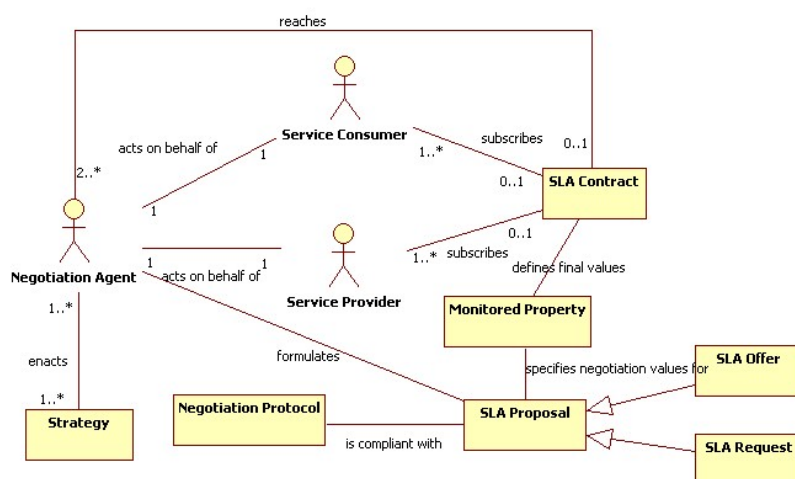 reaches
Service Consumer
acts on behalf of
1
1
subscribes
1..*
0..1
0..1
2..*
SLA Contract
Negotiation Agent
acts on behalf of
1
1
Service Provider
subscribes
1..*
0..1
defines final values
Monitored Property
1..*
enacts
1..*
Strategy
formulates
specifies negotiation values for
SLA Offer
Negotiation Protocol
is compliant with
SLA Proposal
SLA Request